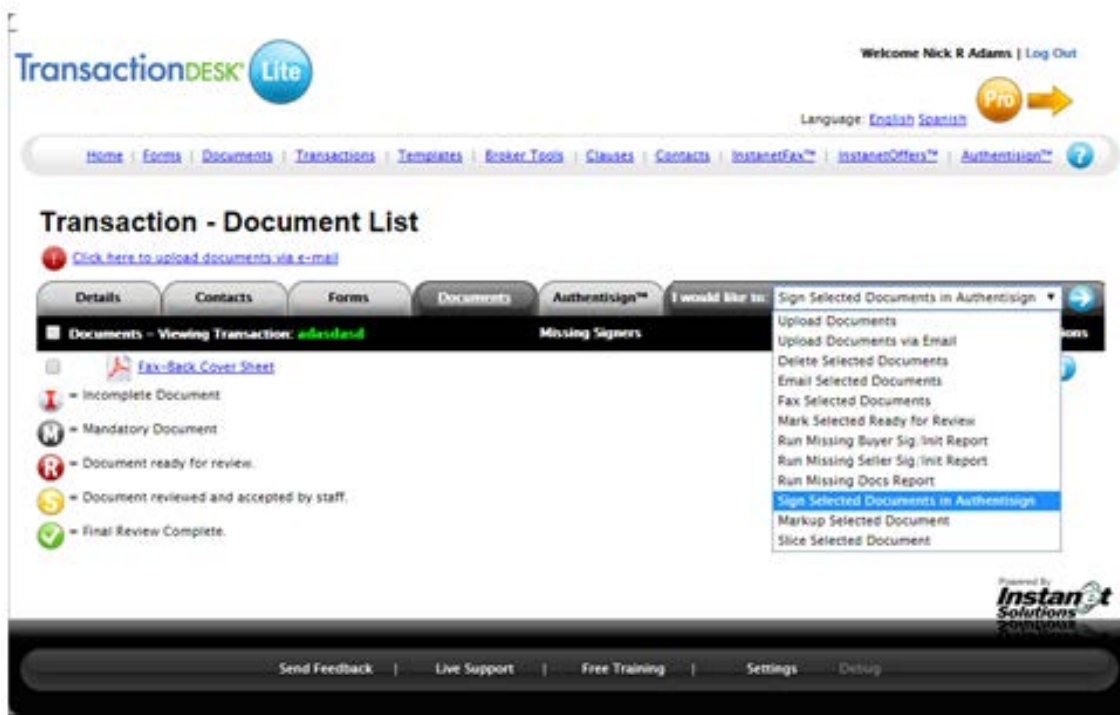 Welcome Nick R Adams | Log Out
TransactionDESK® Lite
Pro
Language: English Spanish
Home | Forms | Documents | Transactions | Templates | Broker Tools | Clauses | Contacts | InstanetFax™ | InstanetOffers™ | Authentisign™ ?
Transaction - Document List
! Click here to upload documents via e-mail
Details Contacts Forms Documents Authentisign™ I would like to: Sign Selected Documents in Authentisign
Documents - Viewing Transaction: adasdasd Missing Signers
Upload Documents
Upload Documents via Email
Delete Selected Documents
Email Selected Documents
Fax Selected Documents
Mark Selected Ready for Review
Run Missing Buyer Sig/Init Report
Run Missing Seller Sig/Init Report
Run Missing Docs Report
Sign Selected Documents in Authentisign
Markup Selected Document
Slice Selected Document
Fax-Back Cover Sheet
I = Incomplete Document
M = Mandatory Document
R = Document ready for review.
S = Document reviewed and accepted by staff.
= Final Review Complete.
Powered By
Instanet
Solutions
Send Feedback | Live Support | Free Training | Settings Debug